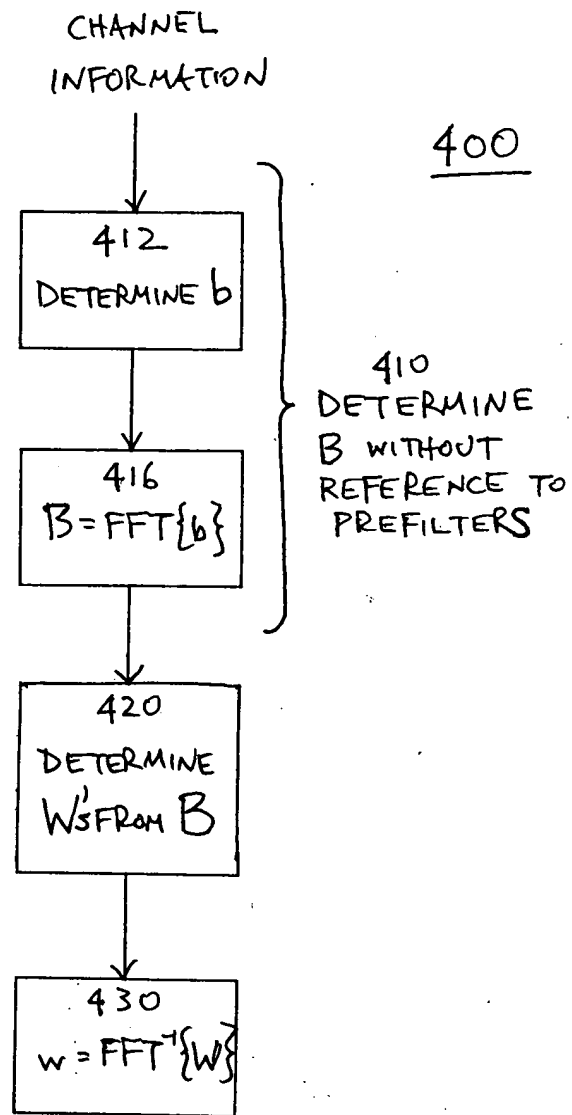 CHANNEL
INFORMATION
400
412
DETERMINE b
416
B = FFT{b}
410
DETERMINE
B WITHOUT
REFERENCE TO
PREFILTERS
420
DETERMINE
W's FROM B
430
w = FFT⁻¹{W}